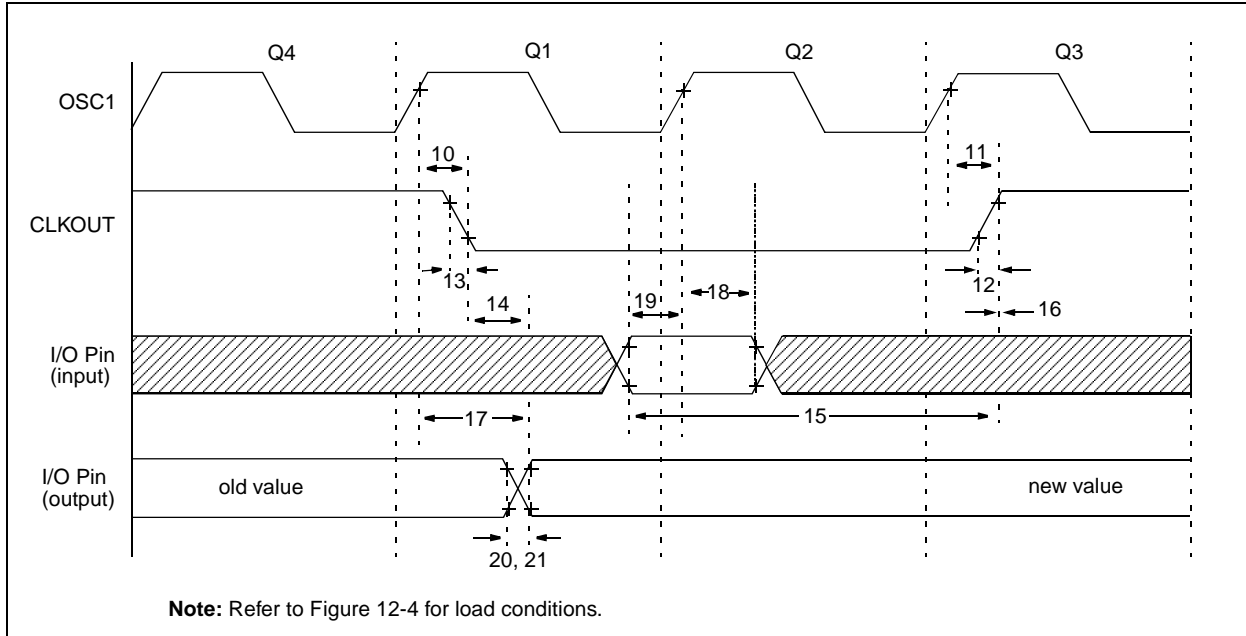 Q4 Q1 Q2 Q3
OSC1
10 11
CLKOUT
13 12
14 19 18 16
I/O Pin
(input)
17 15
I/O Pin
(output)
old value new value
20, 21
Note: Refer to Figure 12-4 for load conditions.